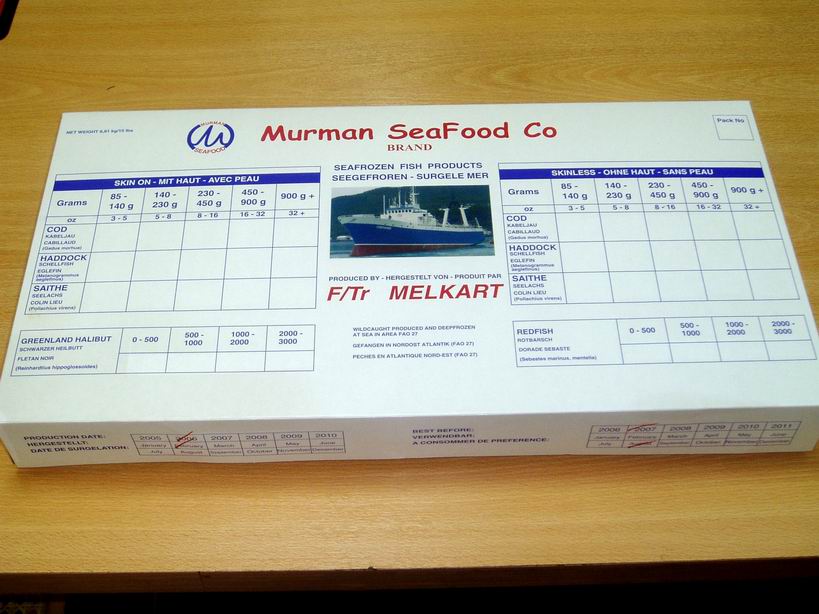 NET WEIGHT 6,81 kg/15 lbs
MURMAN
SEAFOOD
Murman SeaFood Co
BRAND
Pack No
SEAFROZEN FISH PRODUCTS
SEEGEFROREN - SURGELE MER
SKIN ON - MIT HAUT - AVEC PEAU
Grams 85 - 140 g 140 - 230 g 230 - 450 g 450 - 900 g 900 g +
oz 3 - 5 5 - 8 8 - 16 16 - 32 32 +
COD
KABELJAU
CABILLAUD
(Gadus morhua)
HADDOCK
SCHELLFISH
EGLEFIN
(Melanogrammus
aeglefinus)
SAITHE
SEELACHS
COLIN LIEU
(Pollachius virens)
SKINLESS - OHNE HAUT - SANS PEAU
Grams 85 - 140 g 140 - 230 g 230 - 450 g 450 - 900 g 900 g +
oz 3 - 5 5 - 8 8 - 16 16 - 32 32 +
COD
KABELJAU
CABILLAUD
(Gadus morhua)
HADDOCK
SCHELLFISH
EGLEFIN
(Melanogrammus
aeglefinus)
SAITHE
SEELACHS
COLIN LIEU
(Pollachius virens)
PRODUCED BY - HERGESTELLT VON - PRODUIT PAR
F/Tr MELKART
WILDCAUGHT PRODUCED AND DEEPFROZEN
AT SEA IN AREA FAO 27
GEFANGEN IN NORDOST ATLANTIK (FAO 27)
PECHES EN ATLANTIQUE NORD-EST (FAO 27)
GREENLAND HALIBUT 0 - 500 500 - 1000 1000 - 2000 2000 - 3000
SCHWARZER HEILBUTT
FLETAN NOIR
(Reinhardtius hippoglossoides)
REDFISH 0 - 500 500 - 1000 1000 - 2000 2000 - 3000
ROTBARSCH
DORADE SEBASTE
(Sebastes marinus, mentella)
PRODUCTION DATE:
HERGESTELLT:
DATE DE SURGELATION:
2005 2006 2007 2008 2009 2010
January February March April May June
July August September October November December
BEST BEFORE:
VERWENDBAR:
A CONSOMMER DE PREFERENCE:
2006 2007 2008 2009 2010 2011
January February March April May June
July August September October November December